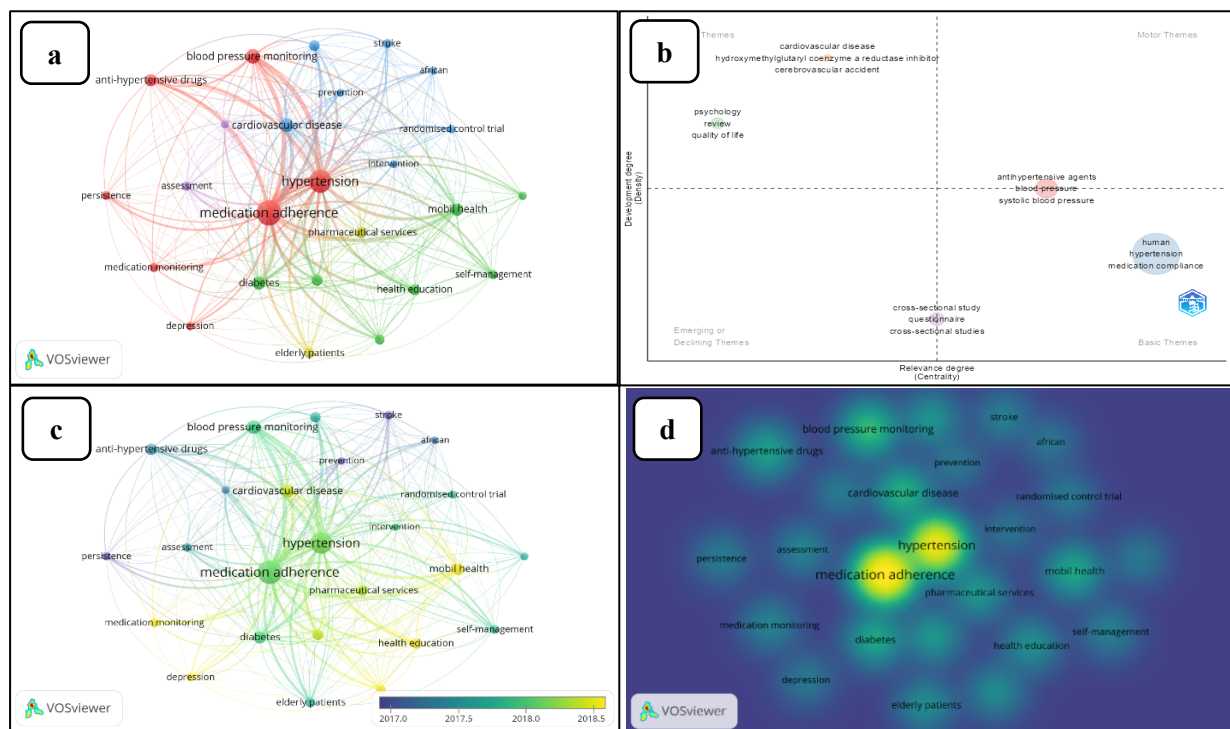 a
blood pressure monitoring
stroke
anti-hypertensive drugs
african
prevention
cardiovascular disease
randomised control trial
intervention
assessment
hypertension
persistence
medication adherence
mobil health
pharmaceutical services
medication monitoring
self-management
diabetes
health education
depression
elderly patients
VOSviewer
b
Themes
Motor Themes
cardiovascular disease
hydroxymethylglutaryl coenzyme a reductase inhibitor
cerebrovascular accident
psychology
review
quality of life
antihypertensive agents
blood pressure
systolic blood pressure
human
hypertension
medication compliance
cross-sectional study
questionnaire
cross-sectional studies
Emerging or
Declining Themes
Basic Themes
Relevance degree
(Centrality)
Development degree
(Density)
c
blood pressure monitoring
stroke
anti-hypertensive drugs
african
prevention
cardiovascular disease
randomised control trial
intervention
assessment
hypertension
persistence
medication adherence
mobil health
pharmaceutical services
medication monitoring
self-management
diabetes
health education
depression
elderly patients
VOSviewer
2017.0 2017.5 2018.0 2018.5
d
blood pressure monitoring
stroke
anti-hypertensive drugs
african
prevention
cardiovascular disease
randomised control trial
intervention
assessment
hypertension
persistence
medication adherence
mobil health
pharmaceutical services
medication monitoring
self-management
diabetes
health education
depression
elderly patients
VOSviewer